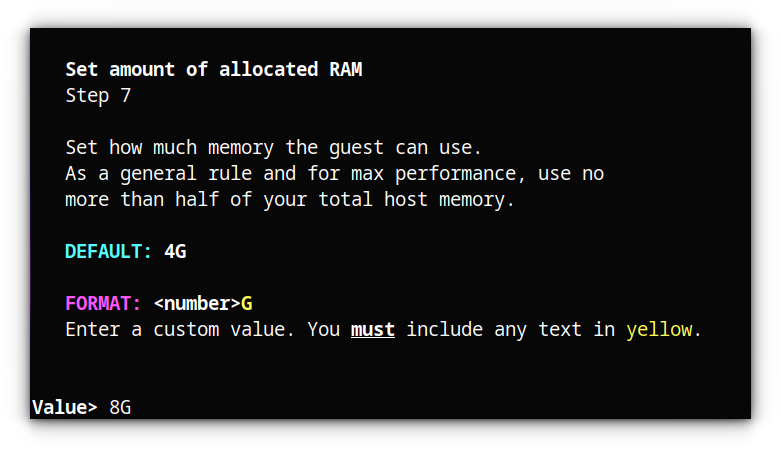 Set amount of allocated RAM
Step 7
Set how much memory the guest can use.
As a general rule and for max performance, use no
more than half of your total host memory.
DEFAULT: 4G
FORMAT: <number>G
Enter a custom value. You must include any text in yellow.
Value> 8G